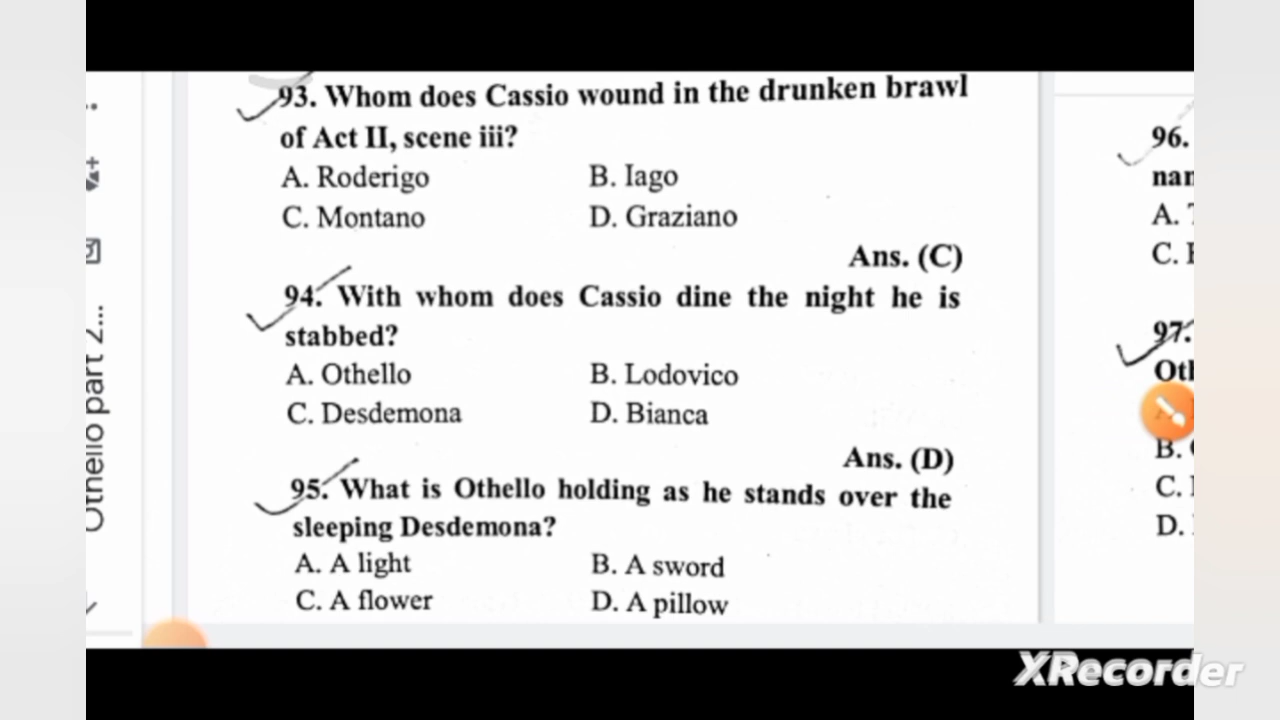 93. Whom does Cassio wound in the drunken brawl
of Act II, scene iii?
A. Roderigo B. Iago
C. Montano D. Graziano
Ans. (C)
94. With whom does Cassio dine the night he is
stabbed?
A. Othello B. Lodovico
C. Desdemona D. Bianca
Ans. (D)
95. What is Othello holding as he stands over the
sleeping Desdemona?
A. A light B. A sword
C. A flower D. A pillow
96.
A.
C.
97.
B.
C.
D.
Othello part 2...
XRecorder